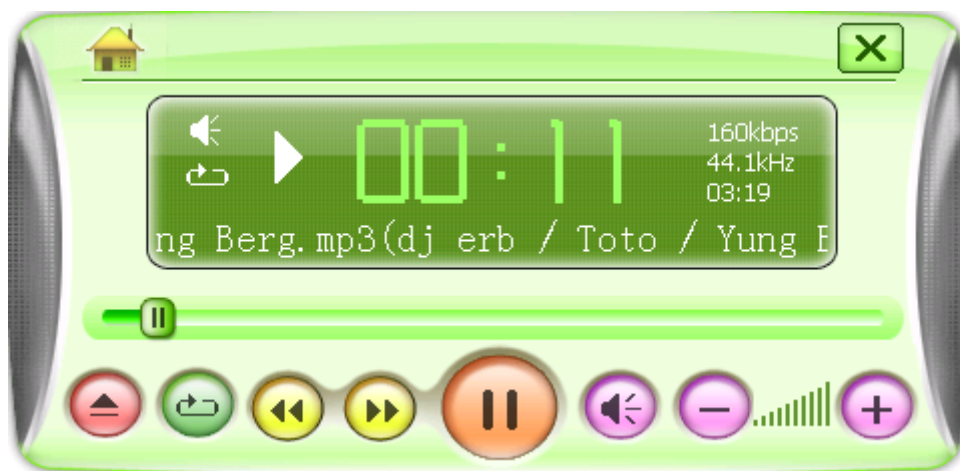 00:11
160kbps
44.1kHz
03:19
ng Berg.mp3(dj erb / Toto / Yung